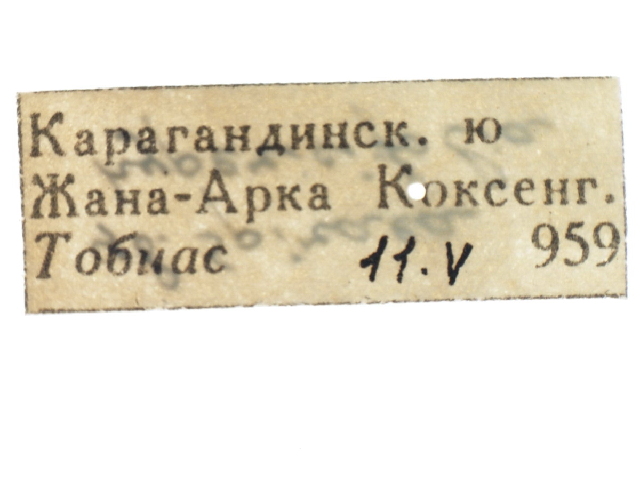 Карагандинск. ю
Жана-Арка Коксенг.
Тобиас 11.V 959